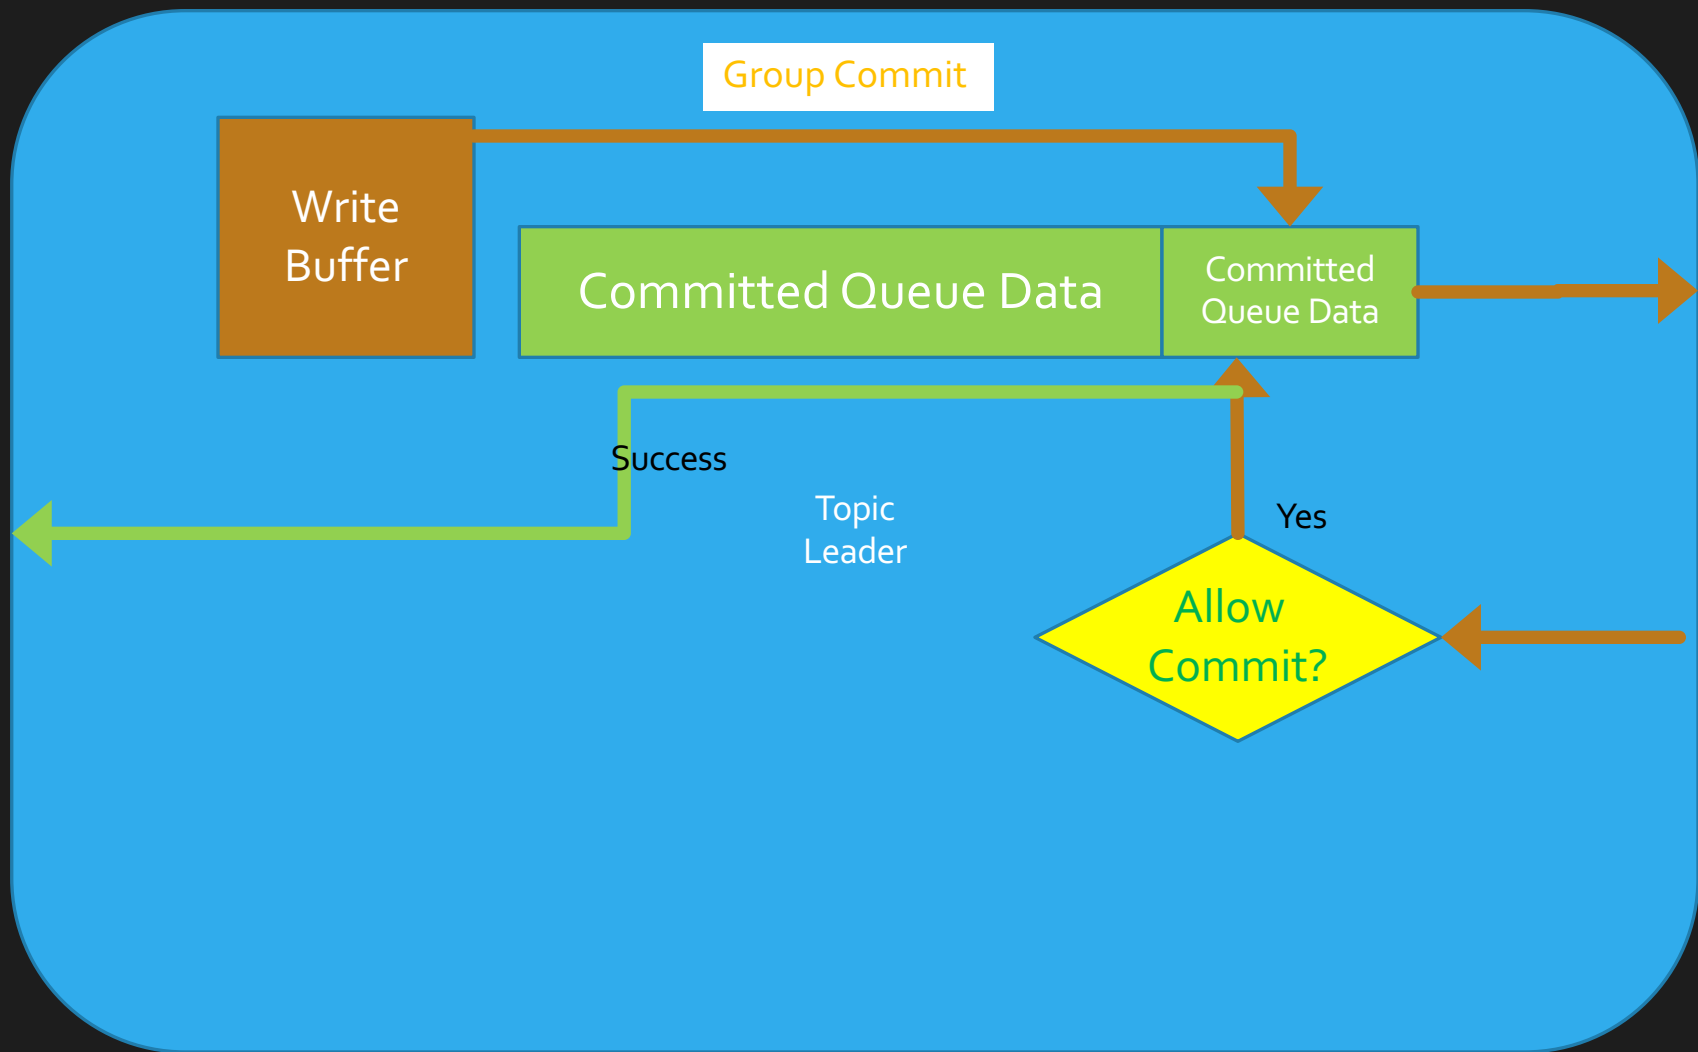 Group Commit
Write
Buffer
Committed Queue Data
Committed
Queue Data
Success
Topic
Leader
Yes
Allow
Commit?